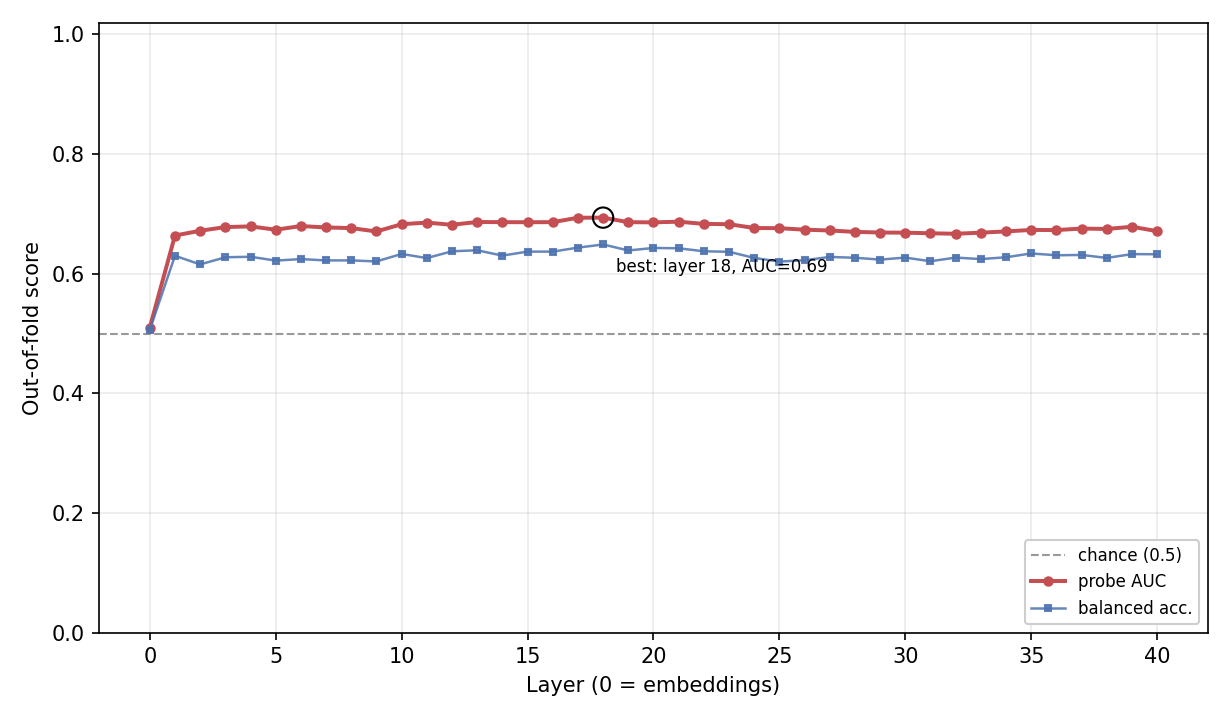 1.0
0.8
0.6
0.4
0.2
0.0
Out-of-fold score
best: layer 18, AUC=0.69
chance (0.5)
probe AUC
balanced acc.
0 5 10 15 20 25 30 35 40
Layer (0 = embeddings)